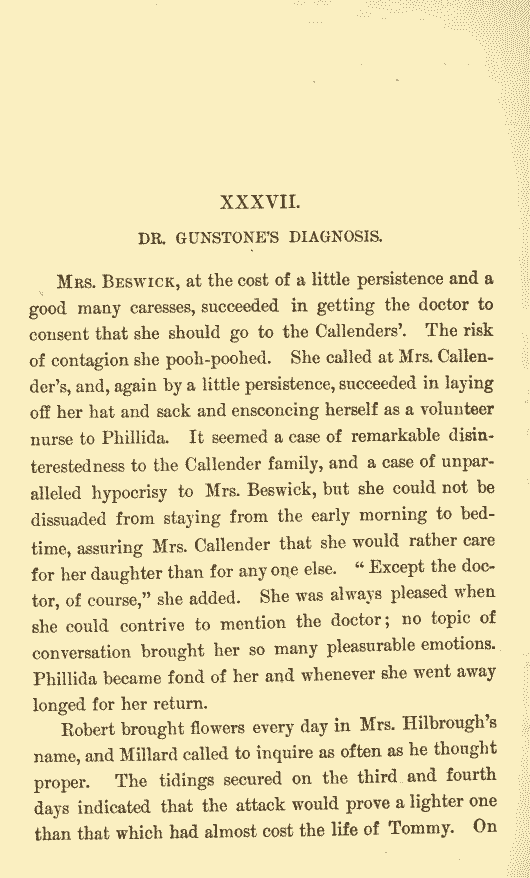 XXXVII.
DR. GUNSTONE'S DIAGNOSIS.
MRS. BESWICK, at the cost of a little persistence and a
good many caresses, succeeded in getting the doctor to
consent that she should go to the Callenders'. The risk
of contagion she pooh-poohed. She called at Mrs. Callen-
der's, and, again by a little persistence, succeeded in laying
off her hat and sack and ensconcing herself as a volunteer
nurse to Phillida. It seemed a case of remarkable disin-
terestedness to the Callender family, and a case of unpar-
alleled hypocrisy to Mrs. Beswick, but she could not be
dissuaded from staying from the early morning to bed-
time, assuring Mrs. Callender that she would rather care
for her daughter than for any one else. “ Except the doc-
tor, of course,” she added. She was always pleased when
she could contrive to mention the doctor; no topic of
conversation brought her so many pleasurable emotions.
Phillida became fond of her and whenever she went away
longed for her return.
Robert brought flowers every day in Mrs. Hilbrough's
name, and Millard called to inquire as often as he thought
proper. The tidings secured on the third and fourth
days indicated that the attack would prove a lighter one
than that which had almost cost the life of Tommy. On